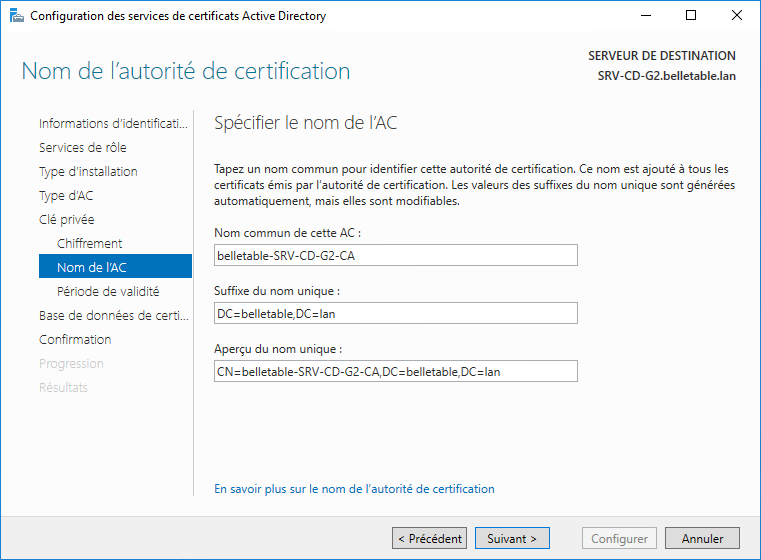 Configuration des services de certificats Active Directory
Nom de l'autorité de certification
SERVEUR DE DESTINATION
SRV-CD-G2.belletable.lan
Informations d'identificati...
Services de rôle
Type d'installation
Type d'AC
Clé privée
Chiffrement
Nom de l'AC
Période de validité
Base de données de certi...
Confirmation
Progression
Résultats
Spécifier le nom de l'AC
Tapez un nom commun pour identifier cette autorité de certification. Ce nom est ajouté à tous les
certificats émis par l'autorité de certification. Les valeurs des suffixes du nom unique sont générées
automatiquement, mais elles sont modifiables.
Nom commun de cette AC :
belletable-SRV-CD-G2-CA
Suffixe du nom unique :
DC=belletable,DC=lan
Aperçu du nom unique :
CN=belletable-SRV-CD-G2-CA,DC=belletable,DC=lan
En savoir plus sur le nom de l'autorité de certification
< Précédent
Suivant >
Configurer
Annuler